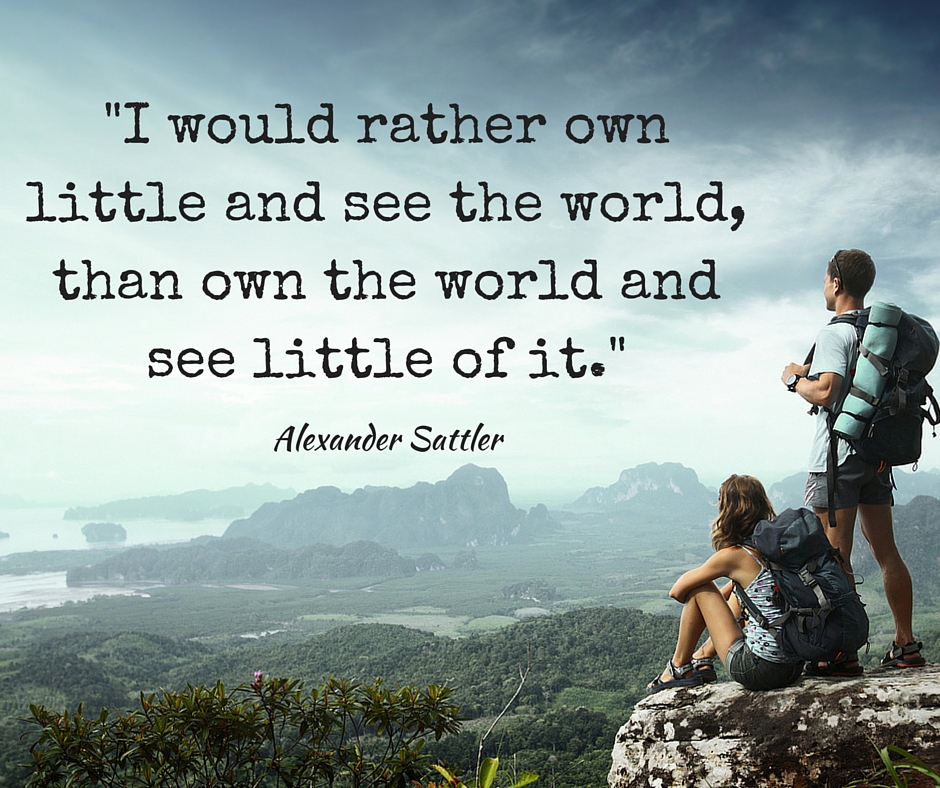 "I would rather own
little and see the world,
than own the world and
see little of it."
Alexander Sattler